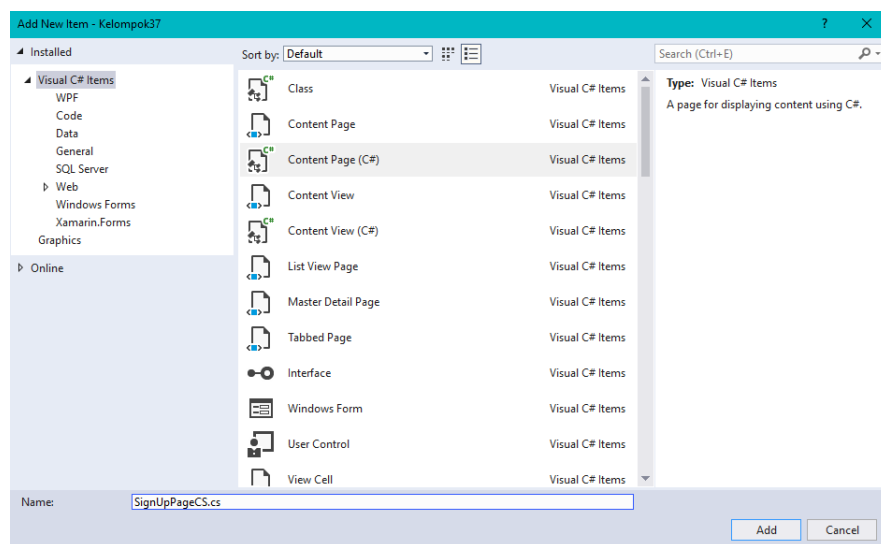 Add New Item - Kelompok37
? ×
Installed
Sort by: Default
Search (Ctrl+E)
Visual C# Items
WPF
Code
Data
General
SQL Server
Web
Windows Forms
Xamarin.Forms
Graphics
Online
C# Class Visual C# Items
Content Page Visual C# Items
C# Content Page (C#) Visual C# Items
Content View Visual C# Items
C# Content View (C#) Visual C# Items
List View Page Visual C# Items
Master Detail Page Visual C# Items
Tabbed Page Visual C# Items
Interface Visual C# Items
Windows Form Visual C# Items
User Control Visual C# Items
View Cell Visual C# Items
Type: Visual C# Items
A page for displaying content using C#.
Name: SignUpPageCS.cs
Add Cancel